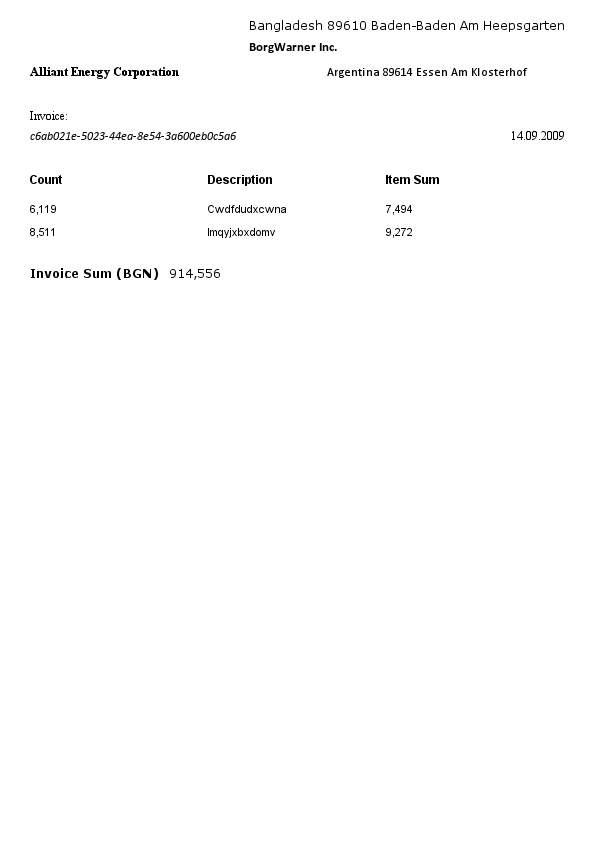 Bangladesh 89610 Baden-Baden Am Heepsgarten
BorgWarner Inc.
Alliant Energy Corporation Argentina 89614 Essen Am Klosterhof
Invoice:
c6ab021e-5023-44ea-8e54-3a600eb0c5a6 14.09.2009
Count Description Item Sum
6,119 Cwdfdudxcwna 7,494
8,511 Imqyjxbxdomv 9,272
Invoice Sum (BGN) 914,556